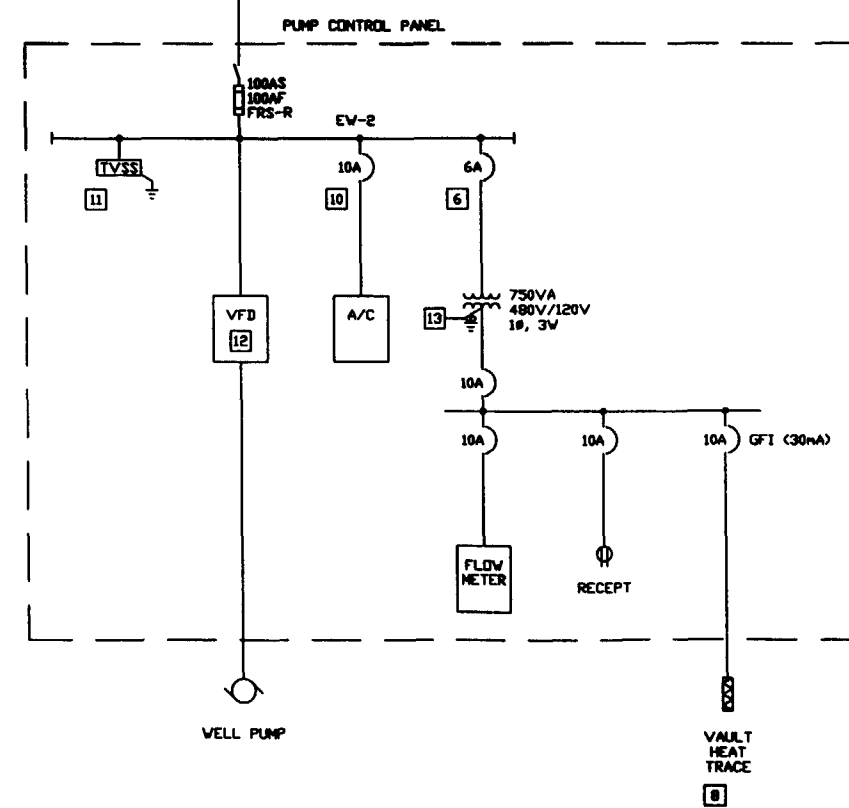 PUMP CONTROL PANEL
100AS
100AF
FRS-R
EW-2
TVSS
10A
6A
11
10
6
VFD
12
A/C
13
750VA
480V/120V
1ø, 3W
10A
10A
10A
10A
GFI (30mA)
FLOW
METER
RECEPT
WELL PUMP
VAULT
HEAT
TRACE
8